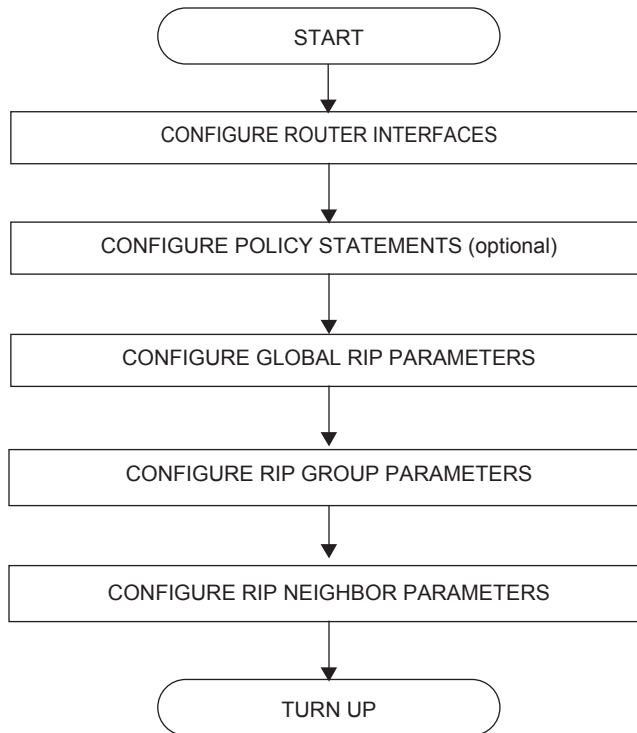 START
CONFIGURE ROUTER INTERFACES
CONFIGURE POLICY STATEMENTS (optional)
CONFIGURE GLOBAL RIP PARAMETERS
CONFIGURE RIP GROUP PARAMETERS
CONFIGURE RIP NEIGHBOR PARAMETERS
TURN UP